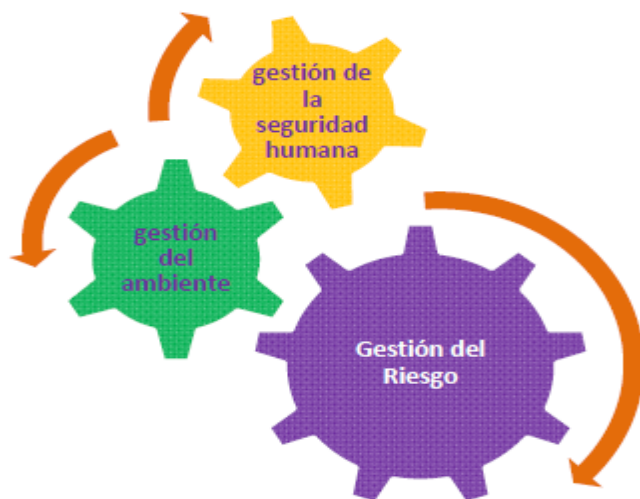 gestión de
la
seguridad
humana
gestión
del
ambiente
Gestión del
Riesgo